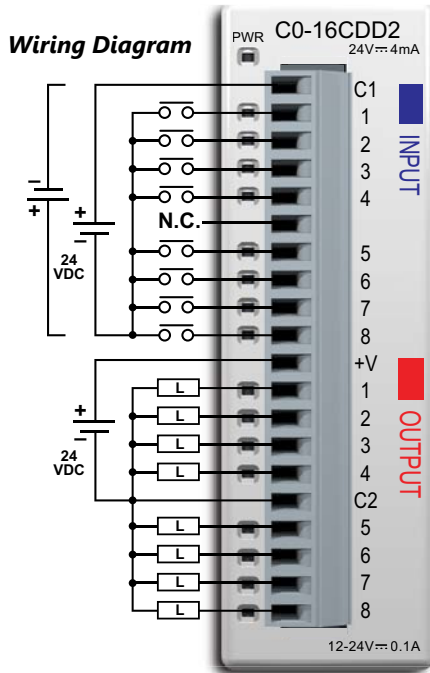 Wiring Diagram
PWR
C0-16CDD2
24V⎓4mA
C1
1
2
3
4
N.C.
5
6
7
8
INPUT
–
+
+
–
24
VDC
+V
L 1
L 2
L 3
L 4
C2
L 5
L 6
L 7
L 8
OUTPUT
+
–
24
VDC
12-24V⎓0.1A